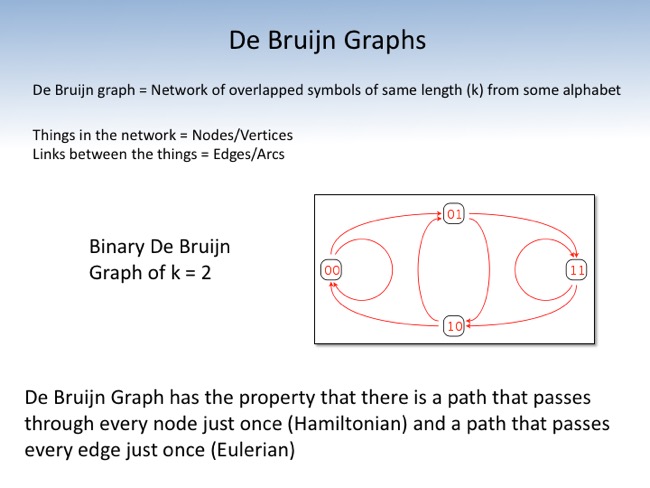 De Bruijn Graphs
De Bruijn graph = Network of overlapped symbols of same length (k) from some alphabet
Things in the network = Nodes/Vertices
Links between the things = Edges/Arcs
Binary De Bruijn
Graph of k = 2
01
00
11
10
De Bruijn Graph has the property that there is a path that passes
through every node just once (Hamiltonian) and a path that passes
every edge just once (Eulerian)